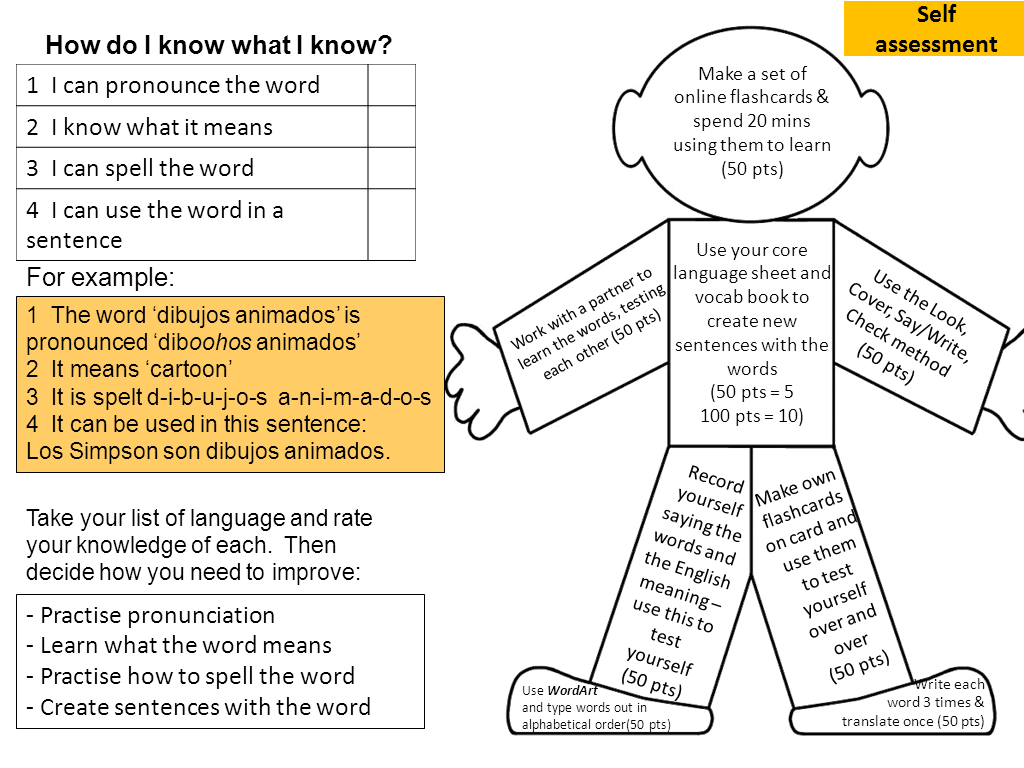 Self
assessment
How do I know what I know?
1 I can pronounce the word
2 I know what it means
3 I can spell the word
4 I can use the word in a
sentence
For example:
1 The word ‘dibujos animados’ is
pronounced ‘diboohos animados’
2 It means ‘cartoon’
3 It is spelt d-i-b-u-j-o-s a-n-i-m-a-d-o-s
4 It can be used in this sentence:
Los Simpson son dibujos animados.
Take your list of language and rate
your knowledge of each. Then
decide how you need to improve:
- Practise pronunciation
- Learn what the word means
- Practise how to spell the word
- Create sentences with the word
Make a set of
online flashcards &
spend 20 mins
using them to learn
(50 pts)
Work with a partner to
learn the words, testing
each other (50 pts)
Use your core
language sheet and
vocab book to
create new
sentences with the
words
(50 pts = 5
100 pts = 10)
Use the Look,
Cover, Say/Write,
Check method
(50 pts)
Record
yourself
saying the
words and
the English
meaning –
use this to
test
yourself
(50 pts)
Make own
flashcards
on card and
use them
to test
yourself
over and
over
(50 pts)
Use WordArt
and type words out in
alphabetical order(50 pts)
Write each
word 3 times &
translate once (50 pts)